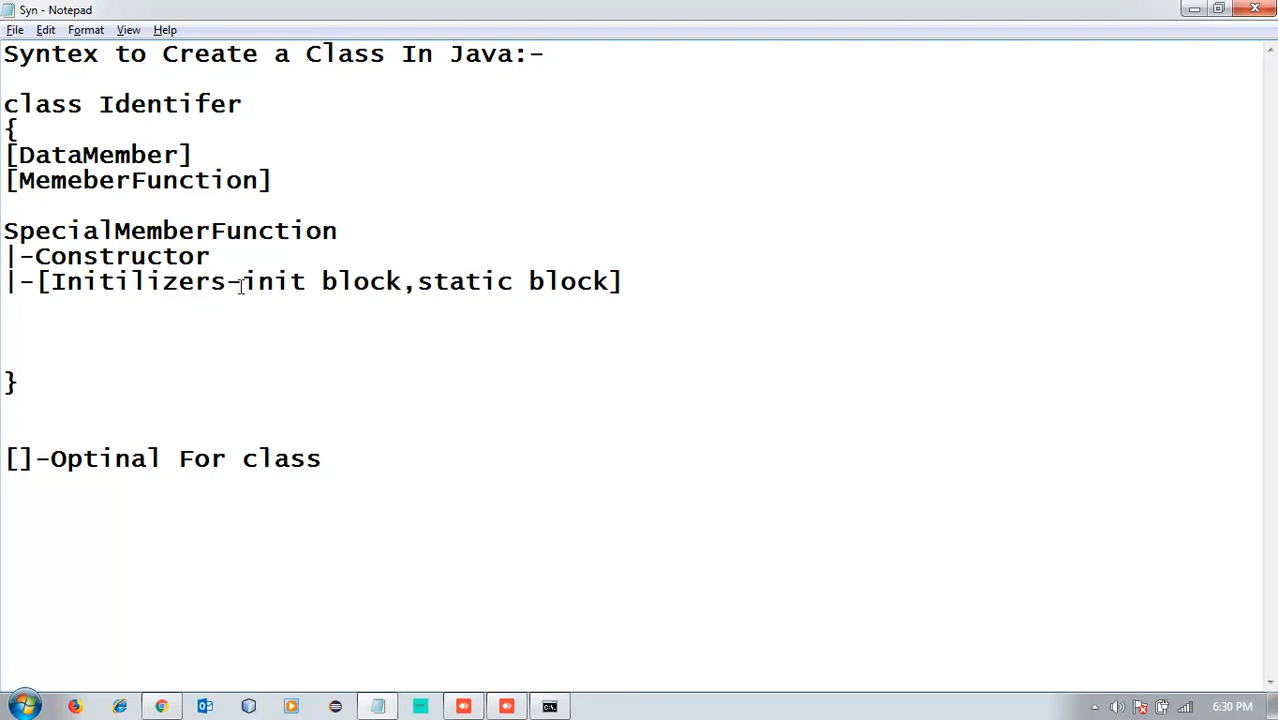 Syn - Notepad
File Edit Format View Help
Syntex to Create a Class In Java:-
class Identifer
{
[DataMember]
[MemeberFunction]
SpecialMemberFunction
|-Constructor
|-[Initilizers-init block,static block]
}
[]-Optinal For class
6:30 PM